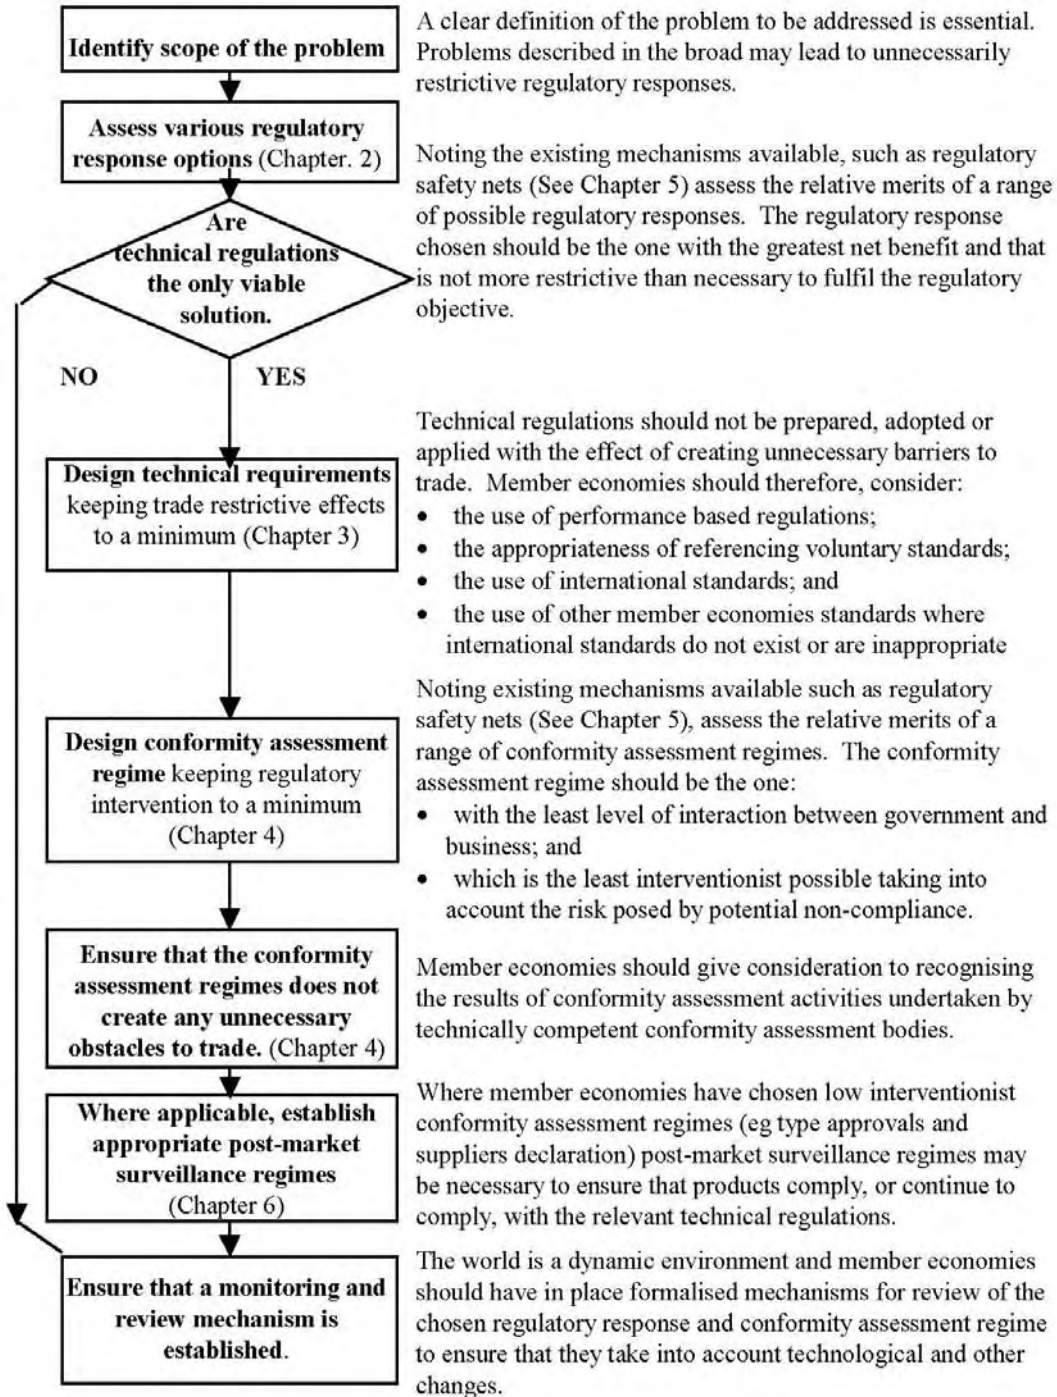 Identify scope of the problem
A clear definition of the problem to be addressed is essential.
Problems described in the broad may lead to unnecessarily
restrictive regulatory responses.
Assess various regulatory
response options (Chapter. 2)
Noting the existing mechanisms available, such as regulatory
safety nets (See Chapter 5) assess the relative merits of a range
of possible regulatory responses. The regulatory response
chosen should be the one with the greatest net benefit and that
is not more restrictive than necessary to fulfil the regulatory
objective.
Are
technical regulations
the only viable
solution.
NO
YES
Design technical requirements
keeping trade restrictive effects
to a minimum (Chapter 3)
Technical regulations should not be prepared, adopted or
applied with the effect of creating unnecessary barriers to
trade. Member economies should therefore, consider:
• the use of performance based regulations;
• the appropriateness of referencing voluntary standards;
• the use of international standards; and
• the use of other member economies standards where
international standards do not exist or are inappropriate
Design conformity assessment
regime keeping regulatory
intervention to a minimum
(Chapter 4)
Noting existing mechanisms available such as regulatory
safety nets (See Chapter 5), assess the relative merits of a
range of conformity assessment regimes. The conformity
assessment regime should be the one:
• with the least level of interaction between government and
business; and
• which is the least interventionist possible taking into
account the risk posed by potential non-compliance.
Ensure that the conformity
assessment regimes does not
create any unnecessary
obstacles to trade. (Chapter 4)
Member economies should give consideration to recognising
the results of conformity assessment activities undertaken by
technically competent conformity assessment bodies.
Where applicable, establish
appropriate post-market
surveillance regimes
(Chapter 6)
Where member economies have chosen low interventionist
conformity assessment regimes (eg type approvals and
suppliers declaration) post-market surveillance regimes may
be necessary to ensure that products comply, or continue to
comply, with the relevant technical regulations.
Ensure that a monitoring and
review mechanism is
established.
The world is a dynamic environment and member economies
should have in place formalised mechanisms for review of the
chosen regulatory response and conformity assessment regime
to ensure that they take into account technological and other
changes.